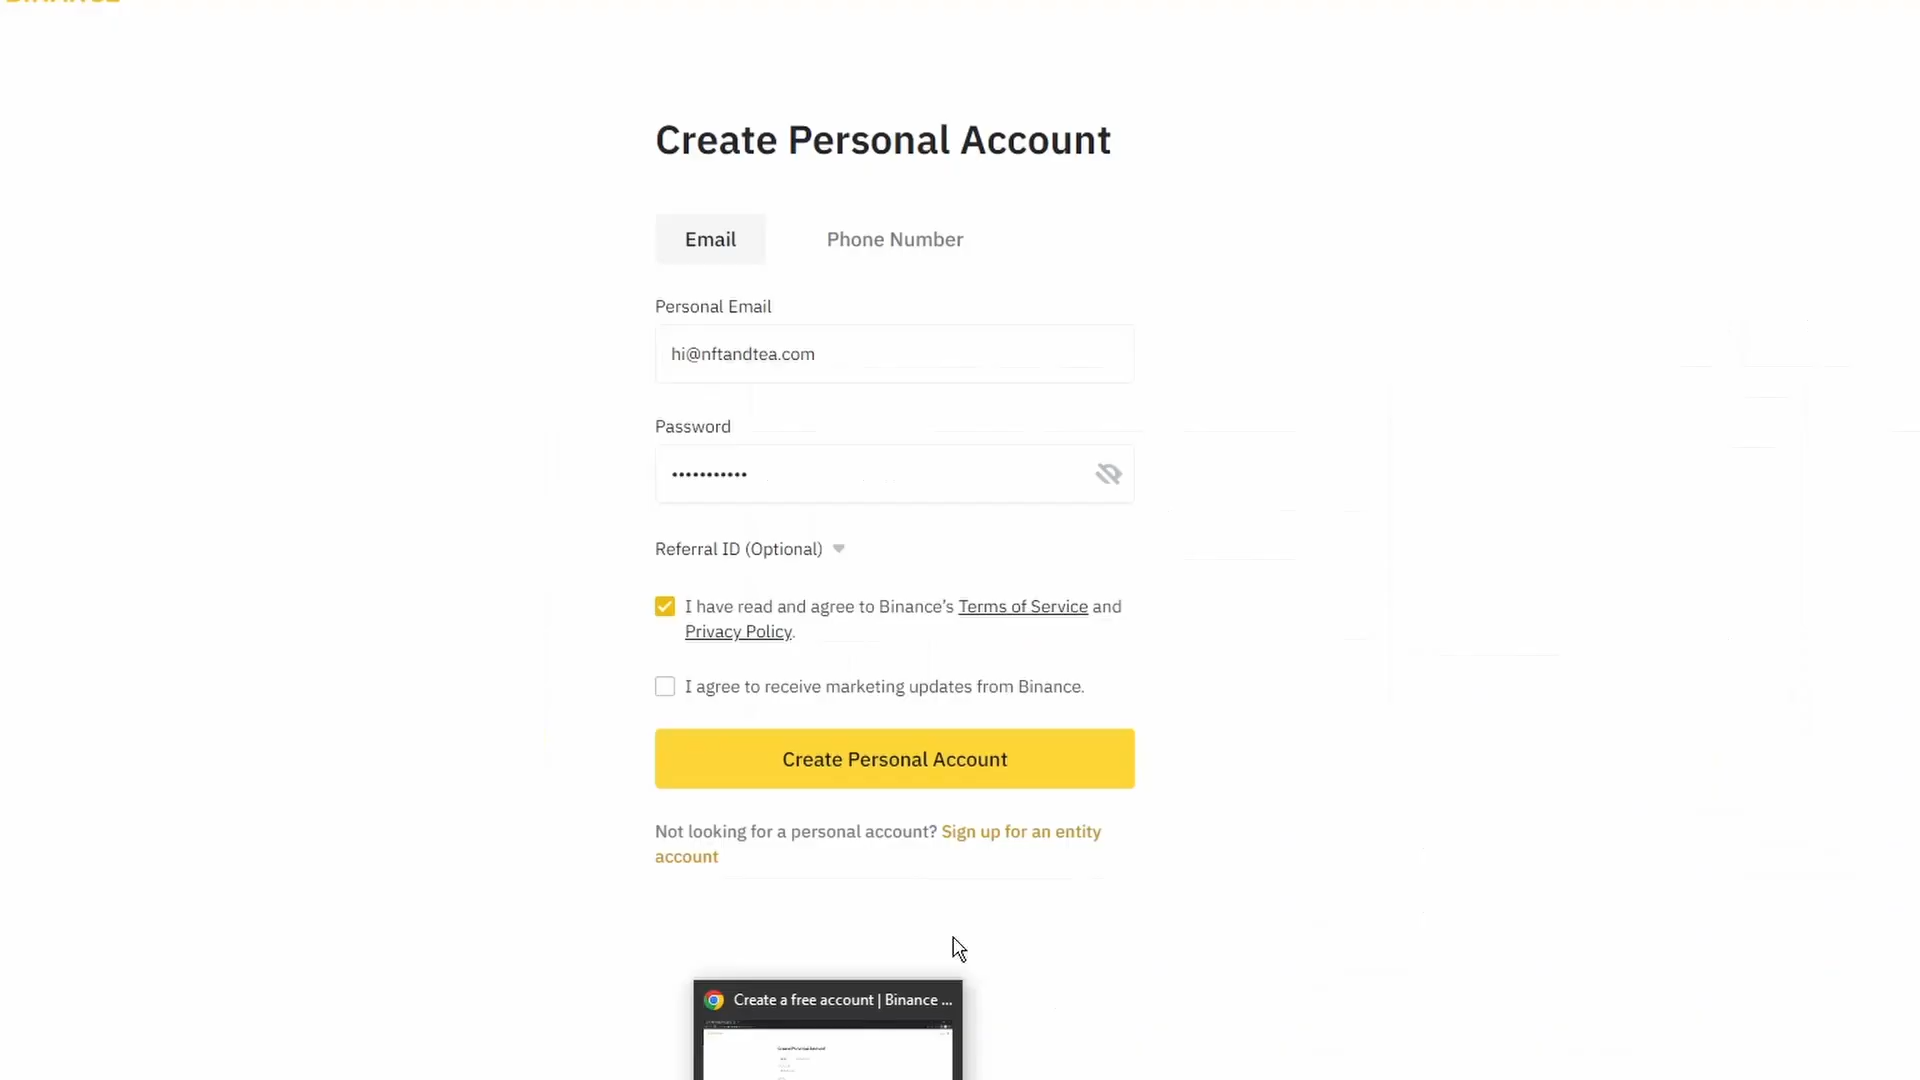 BINANCE
Create Personal Account
Email
Phone Number
Personal Email
hi@nftandtea.com
Password
•••••••••••
Referral ID (Optional)
I have read and agree to Binance’s Terms of Service and
Privacy Policy.
I agree to receive marketing updates from Binance.
Create Personal Account
Not looking for a personal account? Sign up for an entity
account
Create a free account | Binance ...